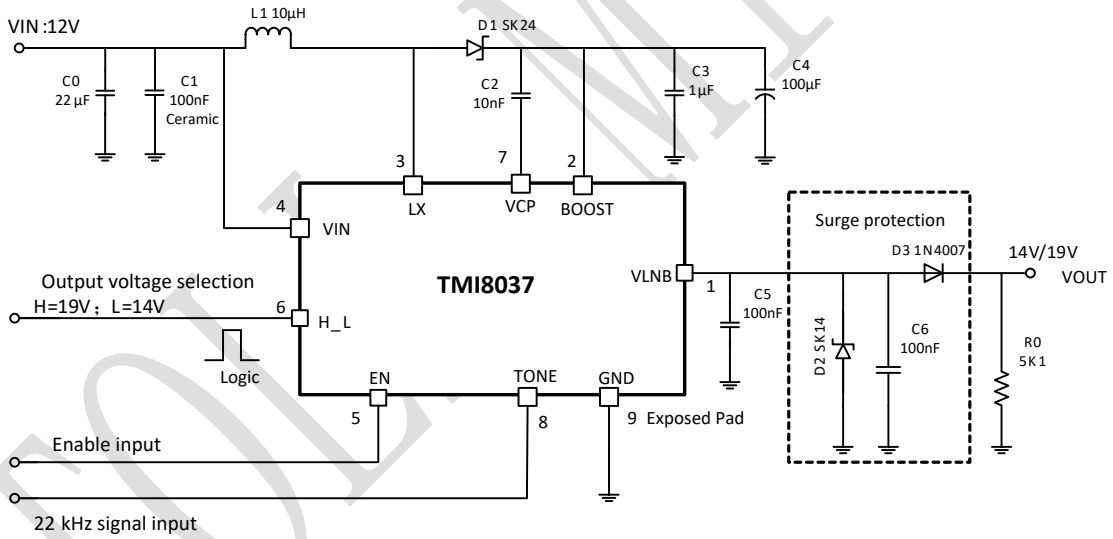 VIN :12V
L1 10µH
D1 SK24
C0
22 µF
C1
100nF
Ceramic
C2
10nF
C3
1µF
C4
100µF
3
7
2
LX
VCP
BOOST
4
VIN
Surge protection
D3 1N4007
14V/19V
VOUT
TMI8037
VLNB
1
Output voltage selection
H=19V；L=14V
6
H_L
Logic
C5
100nF
D2 SK14
C6
100nF
R0
5K1
EN
TONE
GND
5
8
9 Exposed Pad
Enable input
22 kHz signal input